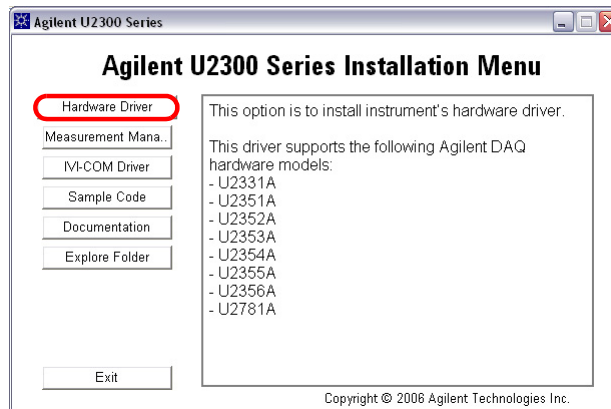 Agilent U2300 Series
Agilent U2300 Series Installation Menu
Hardware Driver
Measurement Mana..
IVI-COM Driver
Sample Code
Documentation
Explore Folder
Exit
This option is to install instrument's hardware driver.
This driver supports the following Agilent DAQ
hardware models:
- U2331A
- U2351A
- U2352A
- U2353A
- U2354A
- U2355A
- U2356A
- U2781A
Copyright © 2006 Agilent Technologies Inc.